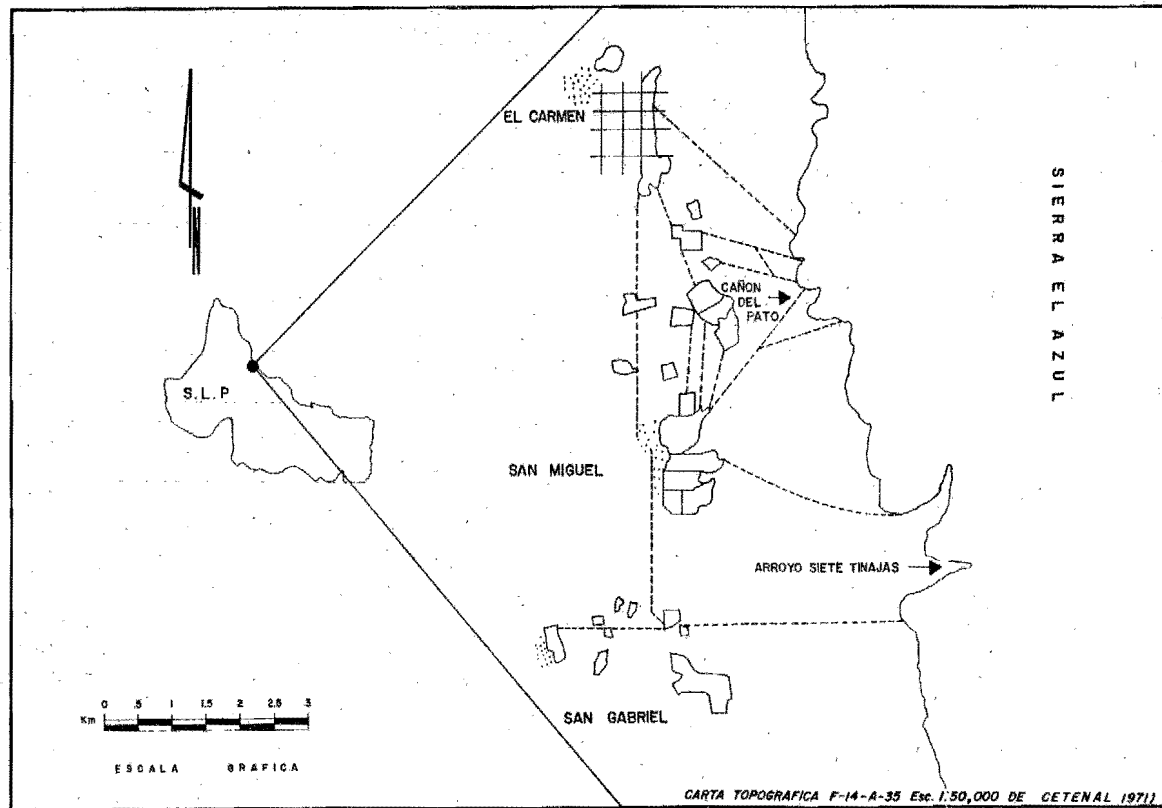 EL CARMEN
SIERRA EL AZUL
CAÑON
DEL
PATO
S.L.P
SAN MIGUEL
ARROYO SIETE TINAJAS
SAN GABRIEL
0 .5 1 1.5 2 2.5 3
Km
ESCALA GRAFICA
CARTA TOPOGRAFICA F-14-A-35 Esc. 1:50,000 DE CETENAL 1971)